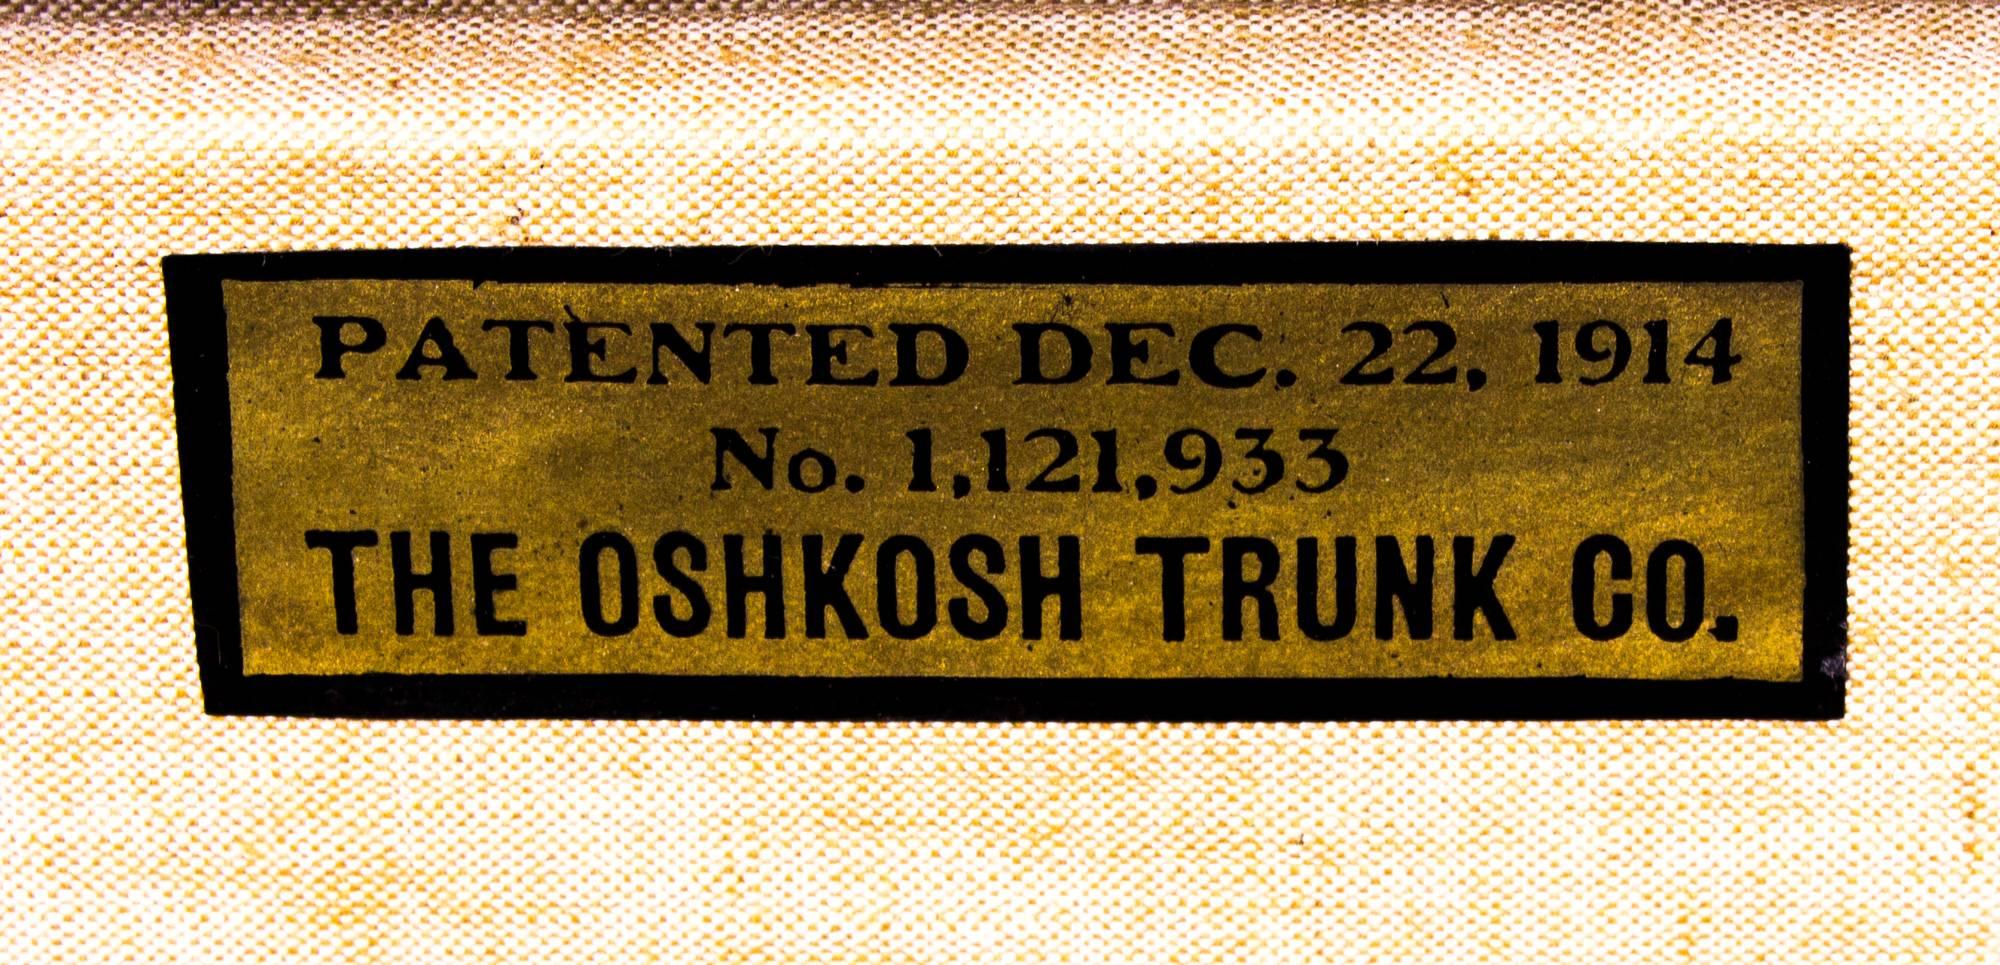 PATENTED DEC. 22, 1914
No. 1,121,933
THE OSHKOSH TRUNK CO.